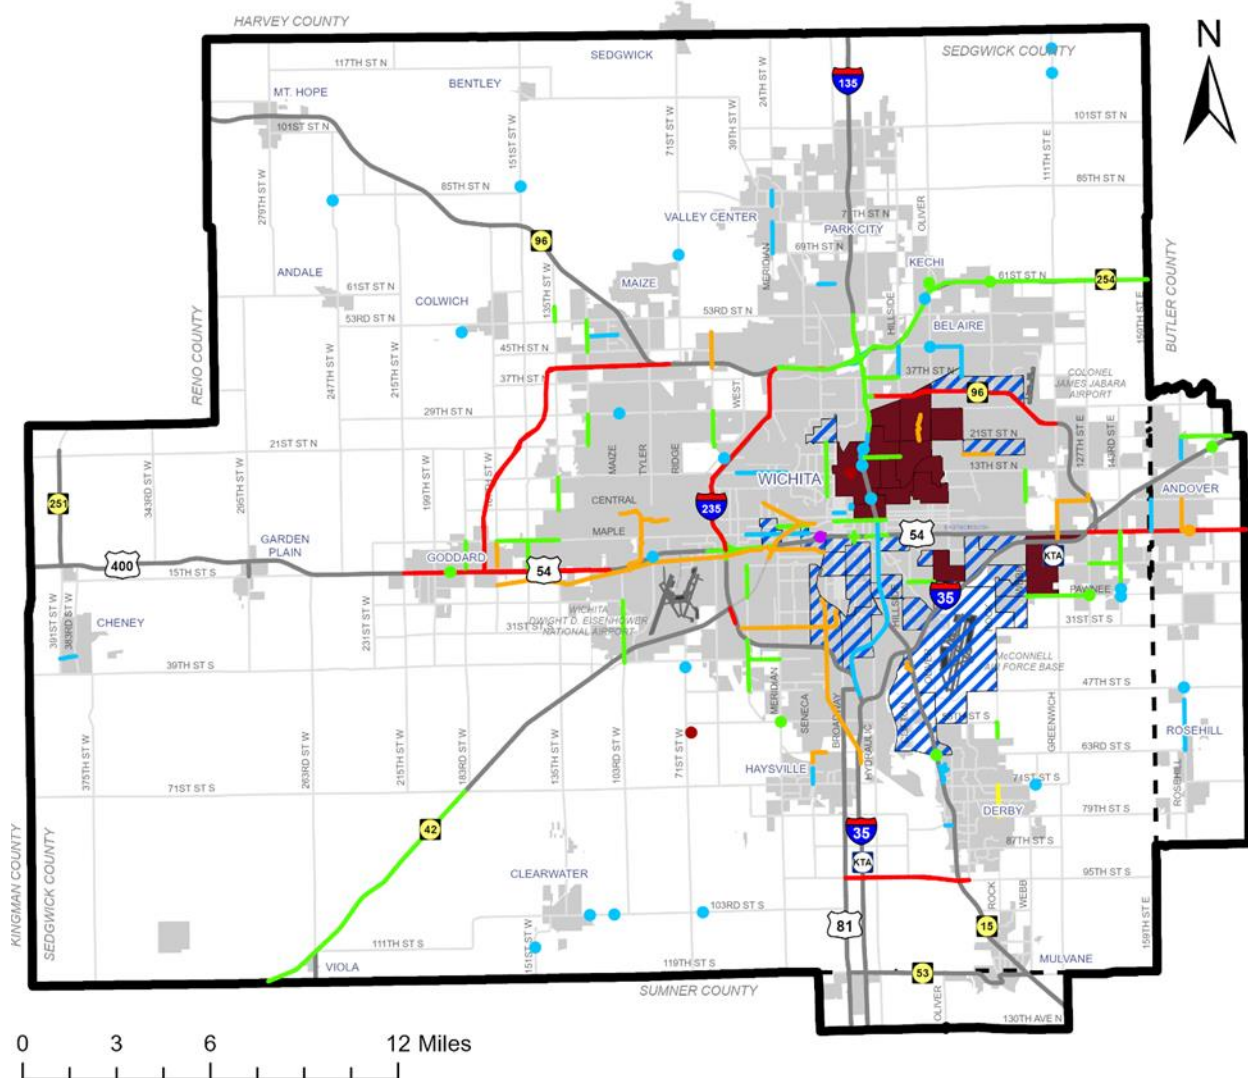 HARVEY COUNTY
N
SEDGWICK
SEDGWICK COUNTY
117TH ST N
BENTLEY
24TH ST W
135
MT. HOPE
101ST ST N
101ST ST N
151ST ST W
71ST ST W
39TH ST W
111TH ST E
85TH ST N
85TH ST N
279TH ST W
VALLEY CENTER
OLIVER
PARK CITY
96
69TH ST N
MERIDIAN
KECHI
ANDALE
135TH ST W
MAIZE
61ST ST N
254
61ST ST N
COLWICH
HILLSIDE
159TH ST E
BUTLER COUNTY
53RD ST N
53RD ST N
BELAIRE
RENO COUNTY
247TH ST W
215TH ST W
45TH ST N
37TH ST N
37TH ST N
COLONEL
JAMES JABARA
AIRPORT
WEST
96
29TH ST N
21ST ST N
21ST ST N
MAIZE
TYLER
RIDGE
127TH ST E
143RD ST E
13TH ST N
343RD ST W
295TH ST W
199TH ST W
WICHITA
ANDOVER
251
CENTRAL
235
MAPLE
54
GARDEN
PLAIN
GODDARD
KTA
400
15TH ST S
54
35
PAWNEE
391ST ST W
383RD ST W
CHENEY
231ST ST W
WICHITA
DWIGHT D. EISENHOWER
NATIONAL AIRPORT
31ST ST S
HILLSIDE
31ST ST S
39TH ST S
OLIVER
McCONNELL
AIR FORCE BASE
47TH ST S
MERIDIAN
SENECA
BROADWAY
HYDRAULIC
GREENWICH
ROSEHILL
375TH ST W
263RD ST W
215TH ST W
183RD ST W
135TH ST W
103RD ST W
71ST ST W
63RD ST S
HAYSVILLE
71ST ST S
71ST ST S
ROSEHILL
79TH ST S
DERBY
42
35
87TH ST S
KINGMAN COUNTY
SEDGWICK COUNTY
KTA
95TH ST S
CLEARWATER
ROCK
WEBB
103RD ST S
81
15
159TH ST E
111TH ST S
151ST ST W
VIOLA
119TH ST S
MULVANE
53
SUMNER COUNTY
OLIVER
130TH AVE N
0 3 6 12 Miles